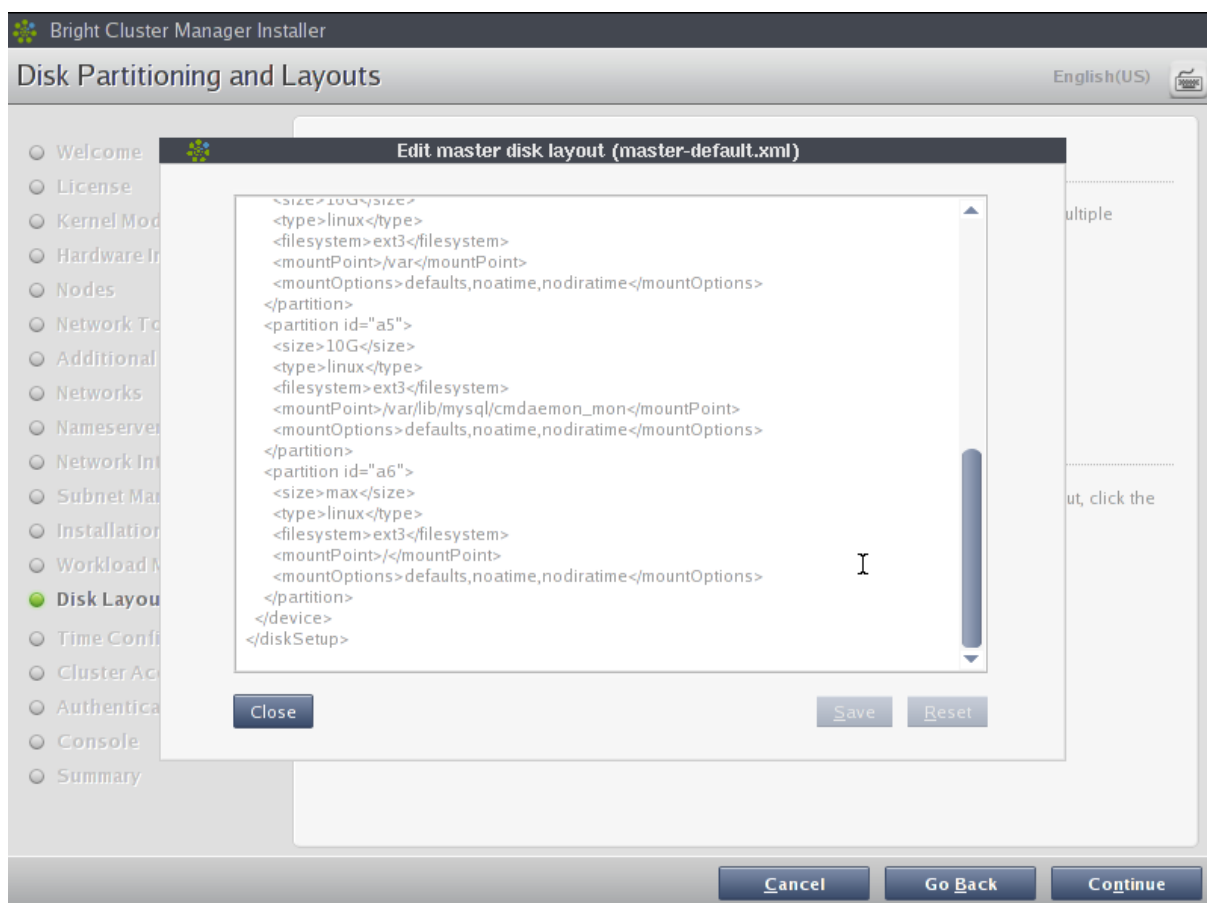 Bright Cluster Manager Installer
Disk Partitioning and Layouts
English(US)
Welcome
License
Kernel Mod
Hardware In
Nodes
Network To
Additional
Networks
Nameserver
Network Int
Subnet Man
Installation
Workload M
Disk Layou
Time Confi
Cluster Acc
Authentica
Console
Summary
ultiple
ut, click the
Edit master disk layout (master-default.xml)
<size>16G</size>
<type>linux</type>
<filesystem>ext3</filesystem>
<mountPoint>/var</mountPoint>
<mountOptions>defaults,noatime,nodiratime</mountOptions>
</partition>
<partition id="a5">
<size>10G</size>
<type>linux</type>
<filesystem>ext3</filesystem>
<mountPoint>/var/lib/mysql/cmdaemon_mon</mountPoint>
<mountOptions>defaults,noatime,nodiratime</mountOptions>
</partition>
<partition id="a6">
<size>max</size>
<type>linux</type>
<filesystem>ext3</filesystem>
<mountPoint>/</mountPoint>
<mountOptions>defaults,noatime,nodiratime</mountOptions>
</partition>
</device>
</diskSetup>
Close
Save
Reset
Cancel
Go Back
Continue